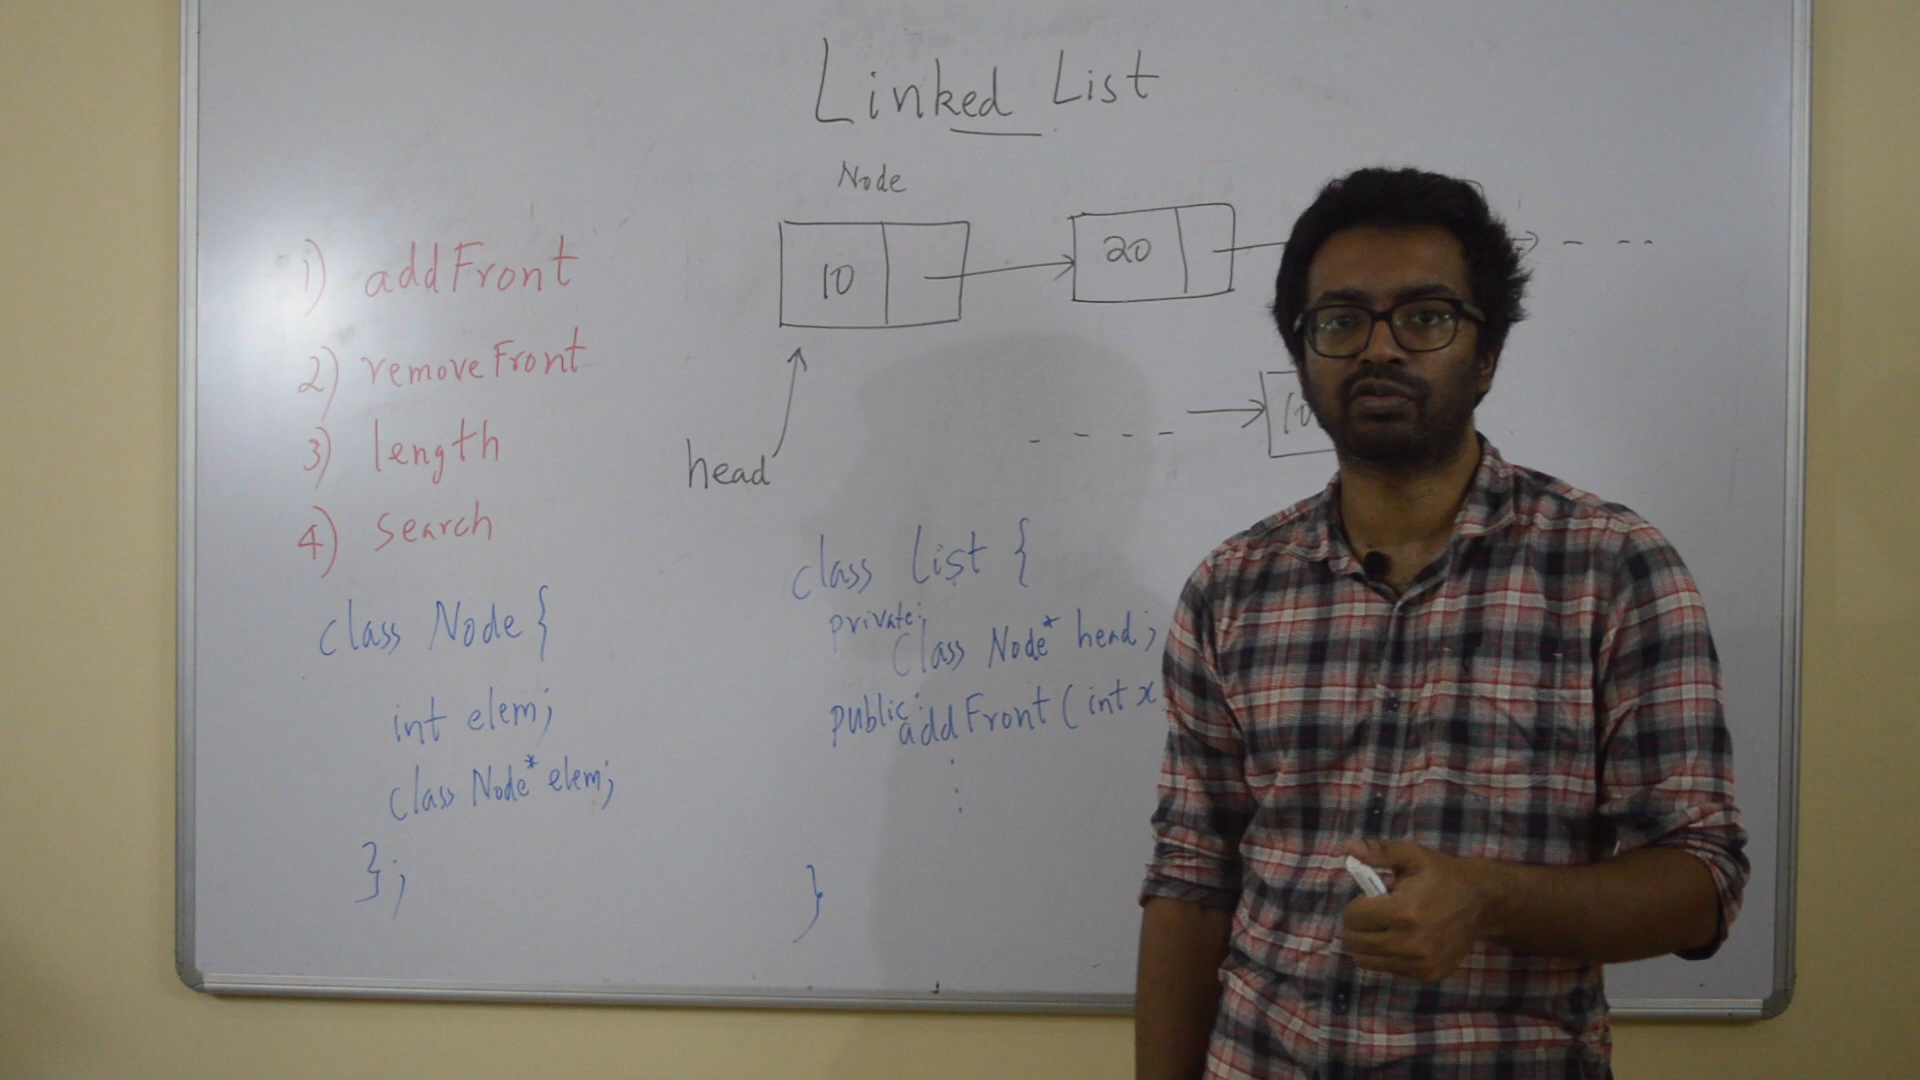 Linked List
Node
10
20
head
1) addFront
2) removeFront
3) length
4) search
class Node {
int elem;
class Node* elem;
};
class List {
private:
class Node* head;
public:
addFront (int x
}